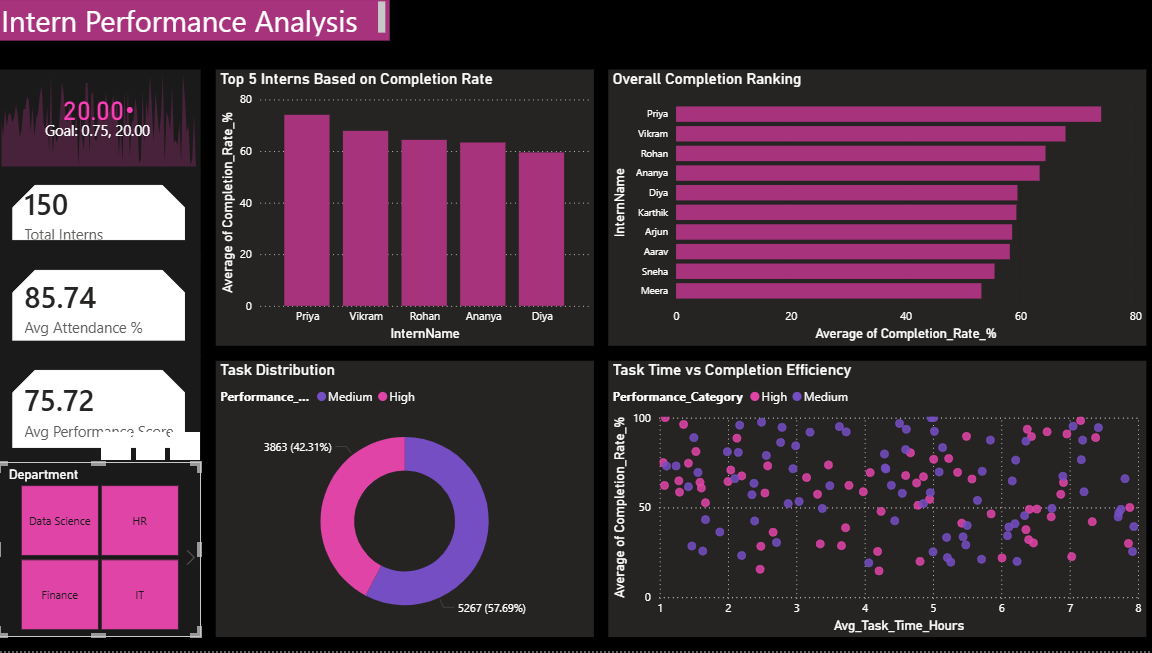 Intern Performance Analysis
20.00
Goal: 0.75, 20.00
150
Total Interns
85.74
Avg Attendance %
75.72
Avg Performance Score
Department
Data Science
HR
Finance
IT
Top 5 Interns Based on Completion Rate
Average of Completion_Rate_%
80
60
40
20
0
Priya Vikram Rohan Ananya Diya
InternName
Overall Completion Ranking
InternName
Priya
Vikram
Rohan
Ananya
Diya
Karthik
Arjun
Aarav
Sneha
Meera
0 20 40 60 80
Average of Completion_Rate_%
Task Distribution
Performance_... Medium High
3863 (42.31%)
5267 (57.69%)
Task Time vs Completion Efficiency
Performance_Category High Medium
Average of Completion_Rate_%
100
50
0
1 2 3 4 5 6 7 8
Avg_Task_Time_Hours